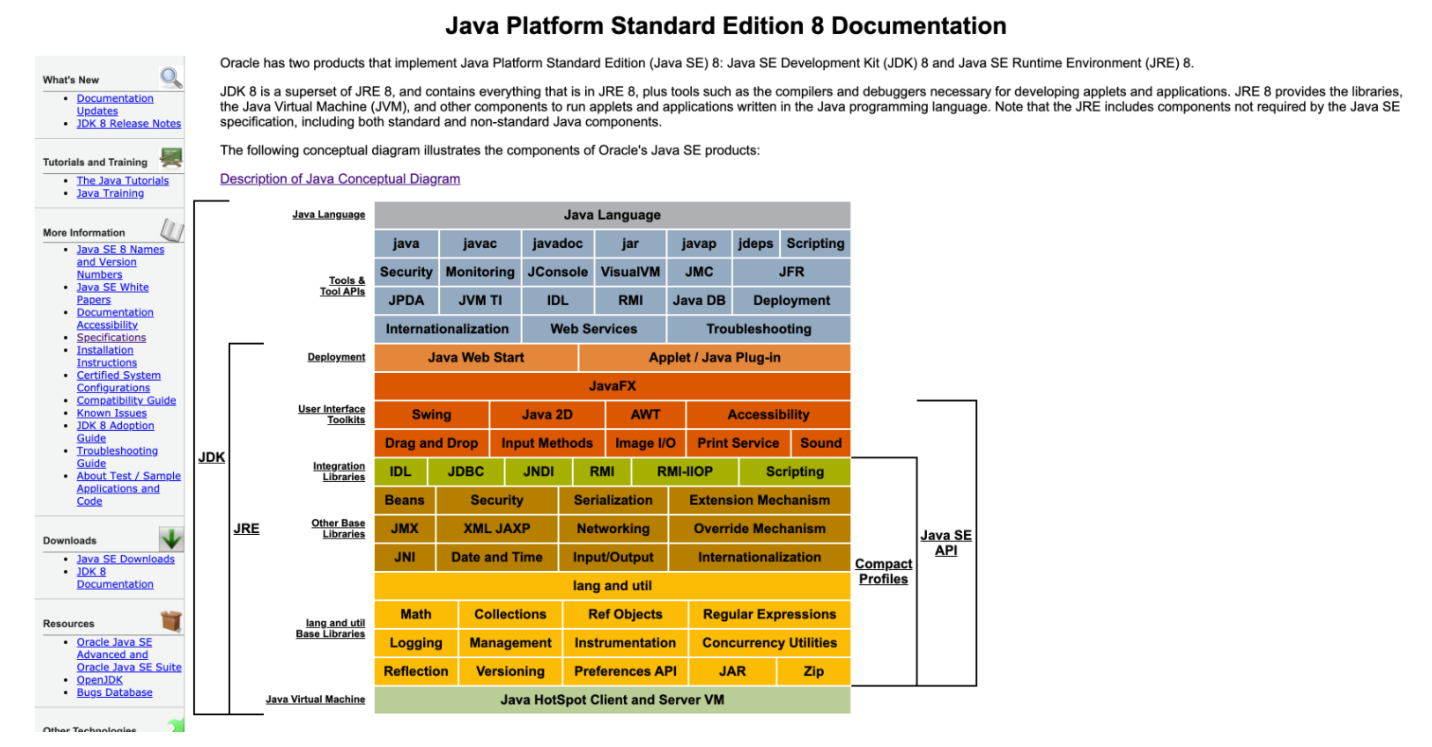 Java Platform Standard Edition 8 Documentation
What's New
Documentation
Updates
JDK 8 Release Notes
Tutorials and Training
The Java Tutorials
Java Training
More Information
Java SE 8 Names
and Version
Numbers
Java SE White
Papers
Documentation
Accessibility
Specifications
Installation
Instructions
Certified System
Configurations
Compatibility Guide
Known Issues
JDK 8 Adoption
Guide
Troubleshooting
Guide
About Test / Sample
Applications and
Code
Downloads
Java SE Downloads
JDK 8
Documentation
Resources
Oracle Java SE
Advanced and
Oracle Java SE Suite
OpenJDK
Bugs Database
Other Technologies
Oracle has two products that implement Java Platform Standard Edition (Java SE) 8: Java SE Development Kit (JDK) 8 and Java SE Runtime Environment (JRE) 8.
JDK 8 is a superset of JRE 8, and contains everything that is in JRE 8, plus tools such as the compilers and debuggers necessary for developing applets and applications. JRE 8 provides the libraries,
the Java Virtual Machine (JVM), and other components to run applets and applications written in the Java programming language. Note that the JRE includes components not required by the Java SE
specification, including both standard and non-standard Java components.
The following conceptual diagram illustrates the components of Oracle's Java SE products:
Description of Java Conceptual Diagram
Java Language Java Language
java javac javadoc jar javap jdeps Scripting
Tools &
Tool APIs
Security Monitoring JConsole VisualVM JMC JFR
JPDA JVM TI IDL RMI Java DB Deployment
Internationalization Web Services Troubleshooting
Deployment Java Web Start Applet / Java Plug-in
JavaFX
User Interface
Toolkits
Swing Java 2D AWT Accessibility
Drag and Drop Input Methods Image I/O Print Service Sound
JDK
Integration
Libraries
IDL JDBC JNDI RMI RMI-IIOP Scripting
Beans Security Serialization Extension Mechanism
JRE
Other Base
Libraries
JMX XML JAXP Networking Override Mechanism
Java SE
API
JNI Date and Time Input/Output Internationalization
Compact
Profiles
lang and util
lang and util
Base Libraries
Math Collections Ref Objects Regular Expressions
Logging Management Instrumentation Concurrency Utilities
Reflection Versioning Preferences API JAR Zip
Java Virtual Machine Java HotSpot Client and Server VM